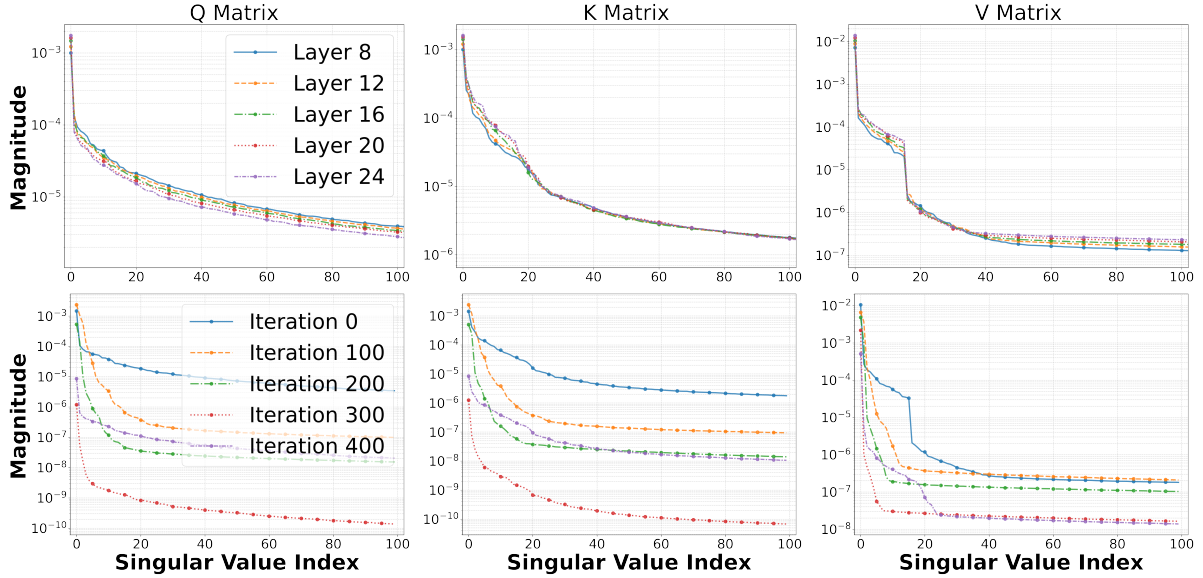 Q Matrix
K Matrix
V Matrix
Magnitude
10⁻³
10⁻⁴
10⁻⁵
0 20 40 60 80 100
Layer 8
Layer 12
Layer 16
Layer 20
Layer 24
10⁻³
10⁻⁴
10⁻⁵
10⁻⁶
0 20 40 60 80 100
10⁻²
10⁻³
10⁻⁴
10⁻⁵
10⁻⁶
10⁻⁷
0 20 40 60 80 100
Magnitude
10⁻³
10⁻⁴
10⁻⁵
10⁻⁶
10⁻⁷
10⁻⁸
10⁻⁹
10⁻¹⁰
0 20 40 60 80 100
Singular Value Index
Iteration 0
Iteration 100
Iteration 200
Iteration 300
Iteration 400
10⁻³
10⁻⁴
10⁻⁵
10⁻⁶
10⁻⁷
10⁻⁸
10⁻⁹
10⁻¹⁰
0 20 40 60 80 100
Singular Value Index
10⁻²
10⁻³
10⁻⁴
10⁻⁵
10⁻⁶
10⁻⁷
10⁻⁸
0 20 40 60 80 100
Singular Value Index